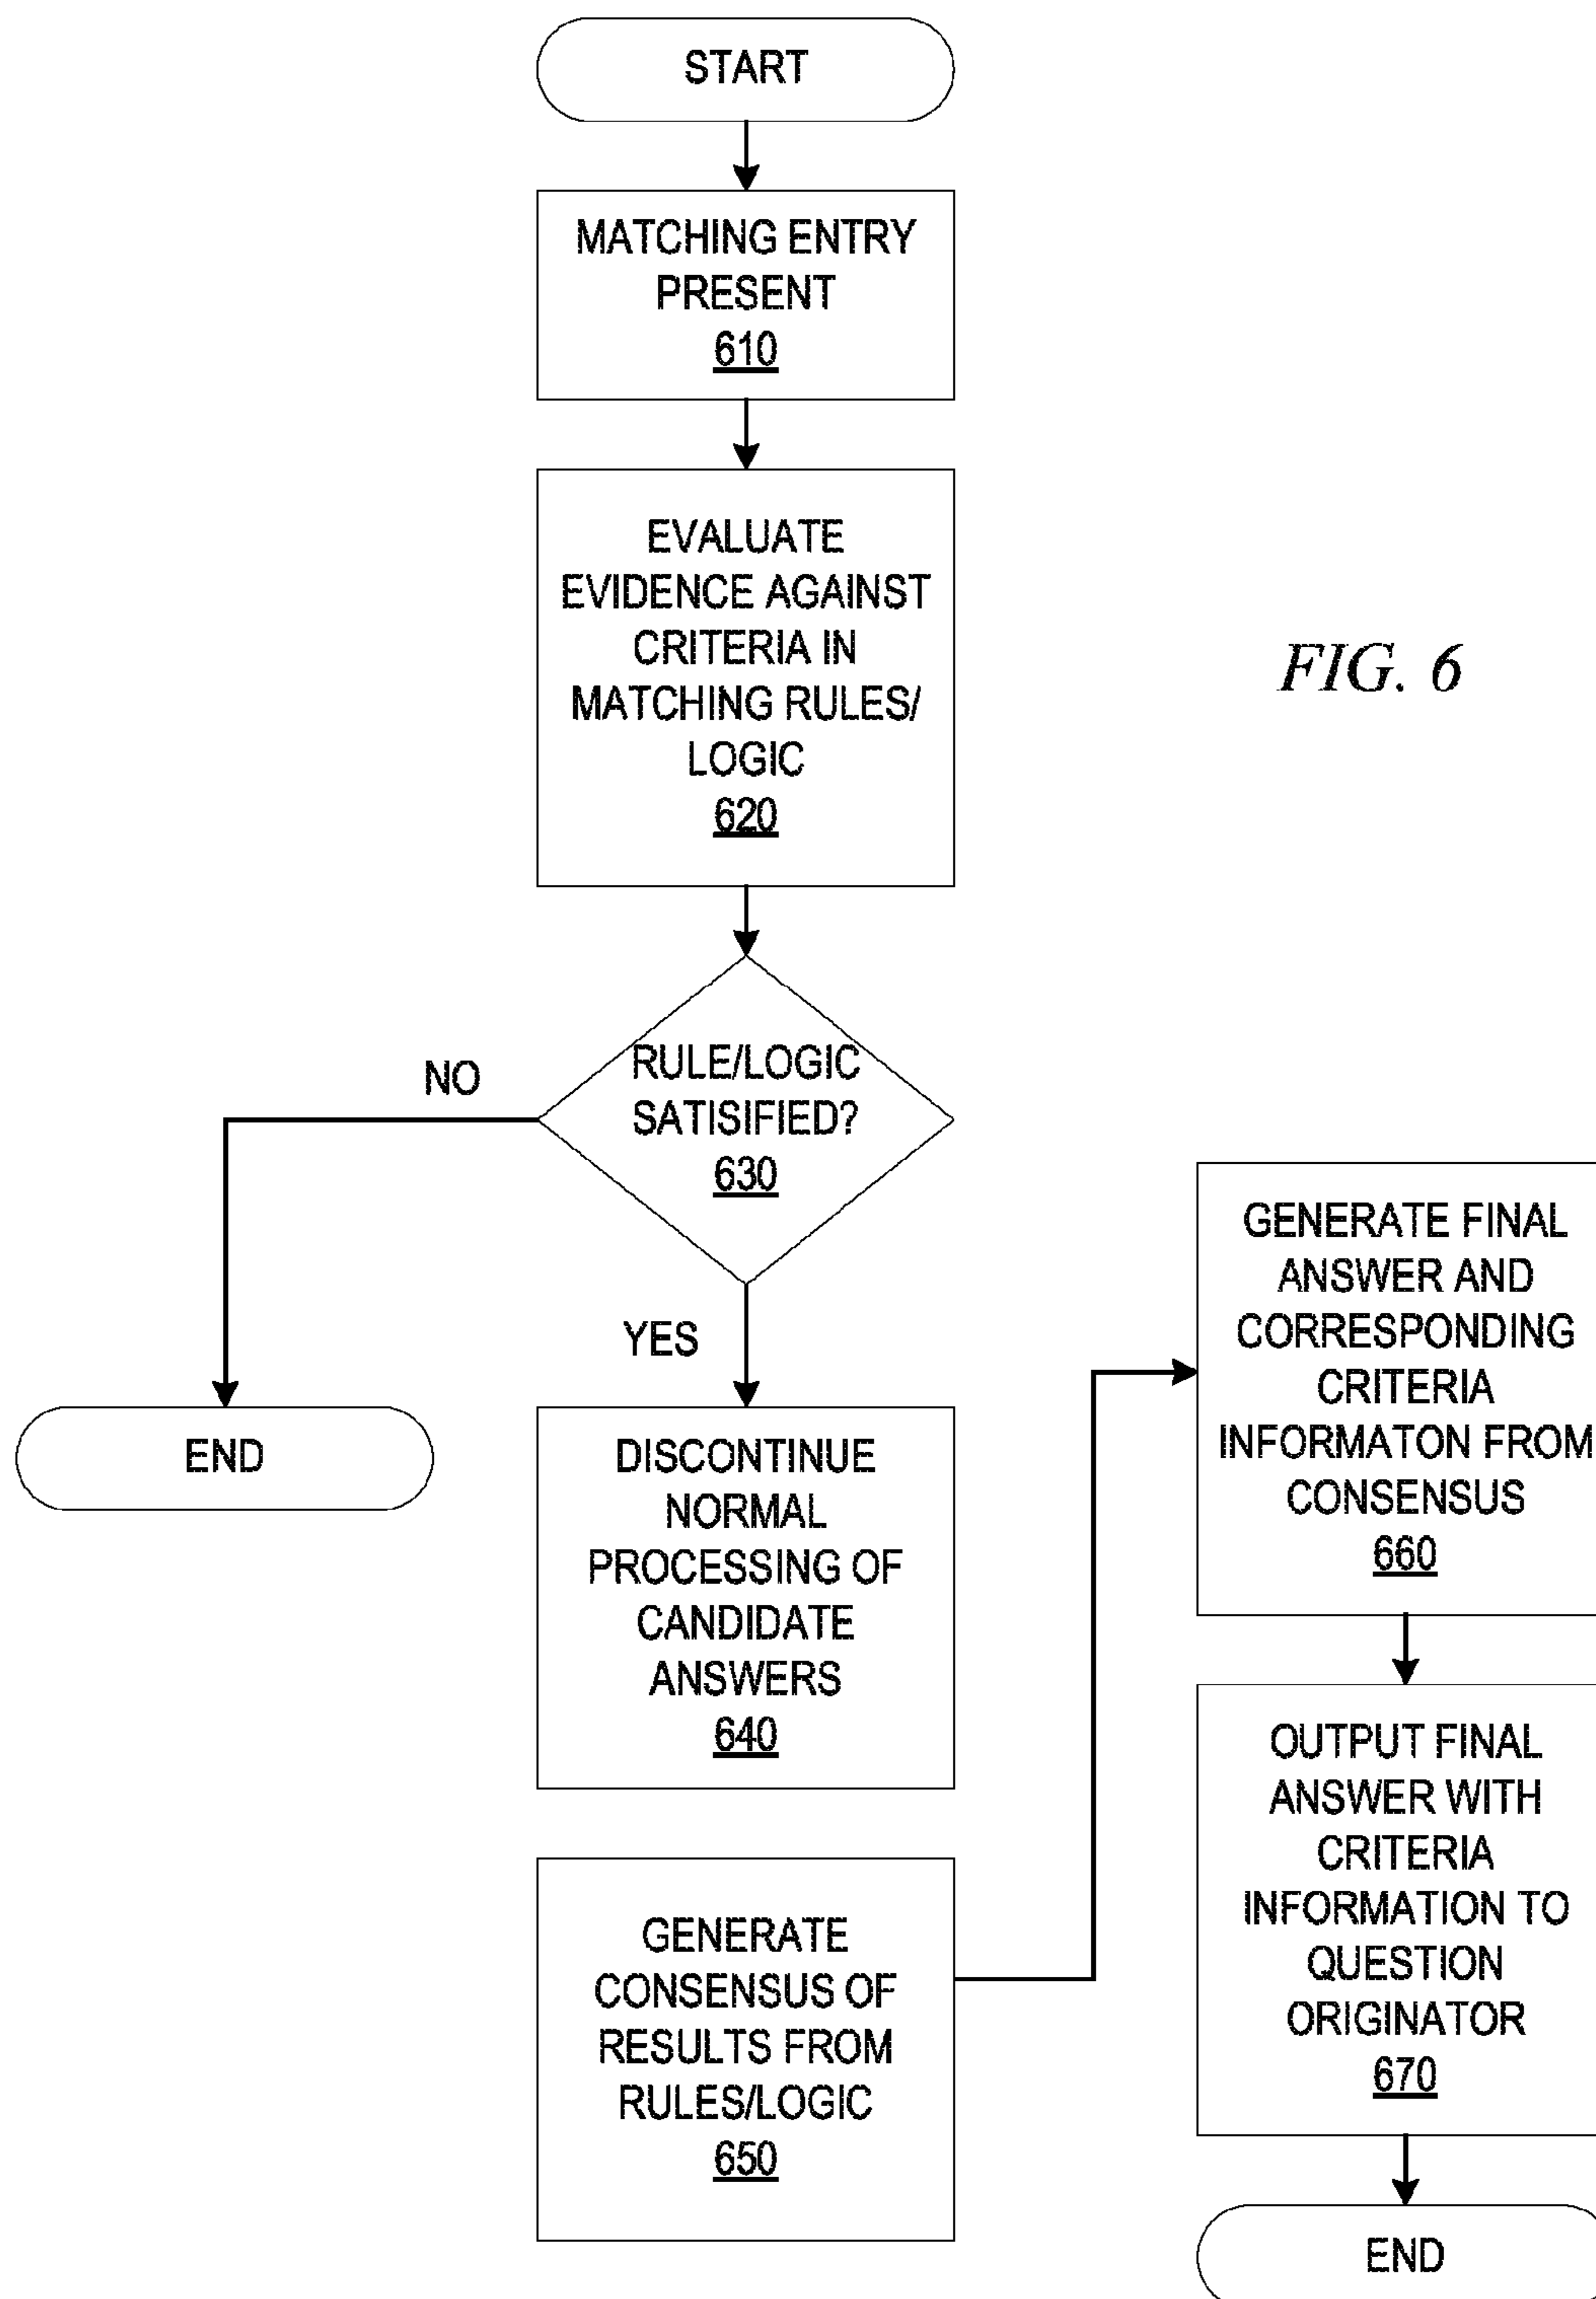 START
MATCHING ENTRY
PRESENT
610
EVALUATE
EVIDENCE AGAINST
CRITERIA IN
MATCHING RULES/
LOGIC
620
FIG. 6
RULE/LOGIC
SATISIFIED?
630
NO
YES
END
DISCONTINUE
NORMAL
PROCESSING OF
CANDIDATE
ANSWERS
640
GENERATE
CONSENSUS OF
RESULTS FROM
RULES/LOGIC
650
GENERATE FINAL
ANSWER AND
CORRESPONDING
CRITERIA
INFORMATON FROM
CONSENSUS
660
OUTPUT FINAL
ANSWER WITH
CRITERIA
INFORMATION TO
QUESTION
ORIGINATOR
670
END